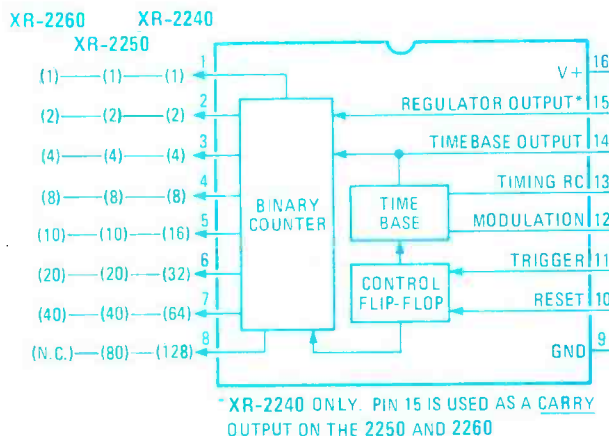 XR-2260 XR-2240
XR-2250
(1)—(1)—(1) 1
(2)—(2)—(2) 2
(4)—(4)—(4) 3
(8)—(8)—(8) 4
(10)—(10)—(16) 5
(20)—(20)—(32) 6
(40)—(40)—(64) 7
(N.C.)—(80)—(128) 8
BINARY
COUNTER
TIME
BASE
CONTROL
FLIP-FLOP
V+ 16
REGULATOR OUTPUT* 15
TIMEBASE OUTPUT 14
TIMING RC 13
MODULATION 12
TRIGGER 11
RESET 10
GND 9
*XR-2240 ONLY. PIN 15 IS USED AS A CARRY
OUTPUT ON THE 2250 AND 2260